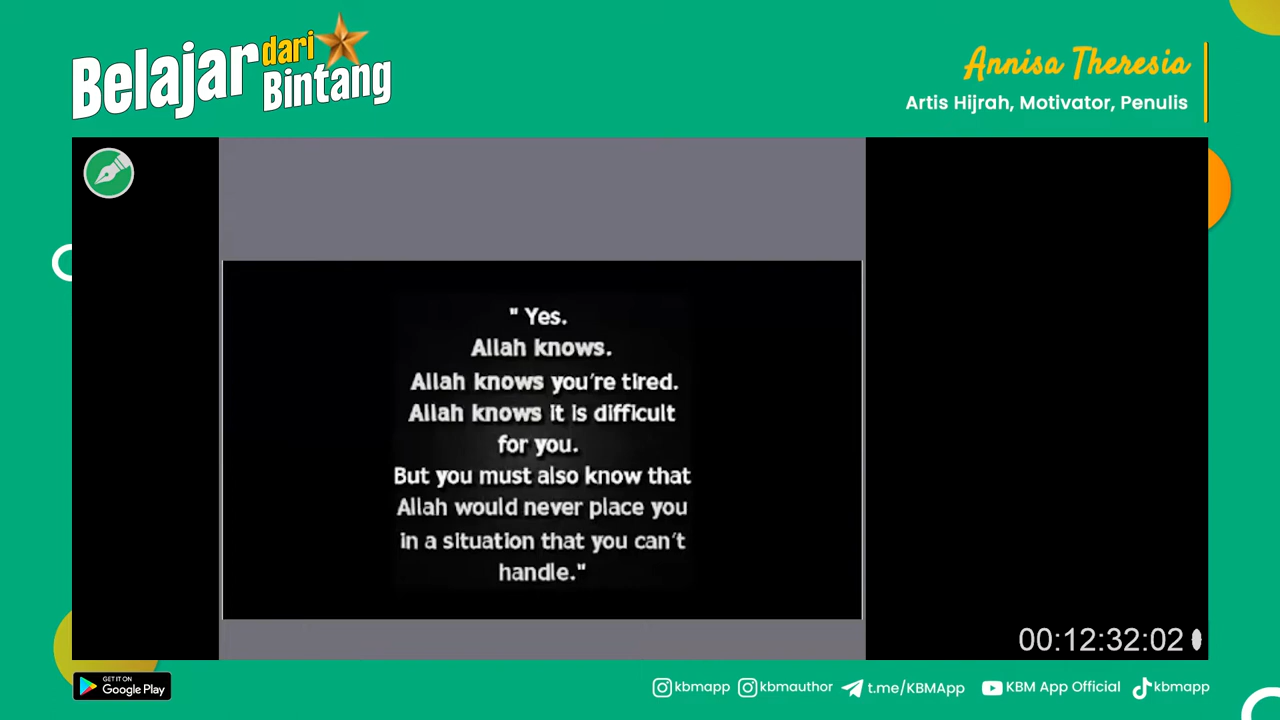 Belajar dari
Bintang
Annisa Theresia
Artis Hijrah, Motivator, Penulis
" Yes.
Allah knows.
Allah knows you're tired.
Allah knows it is difficult
for you.
But you must also know that
Allah would never place you
in a situation that you can't
handle."
00:12:32:02
GET IT ON
Google Play
kbmapp kbmauthor t.me/KBMApp KBM App Official kbmapp